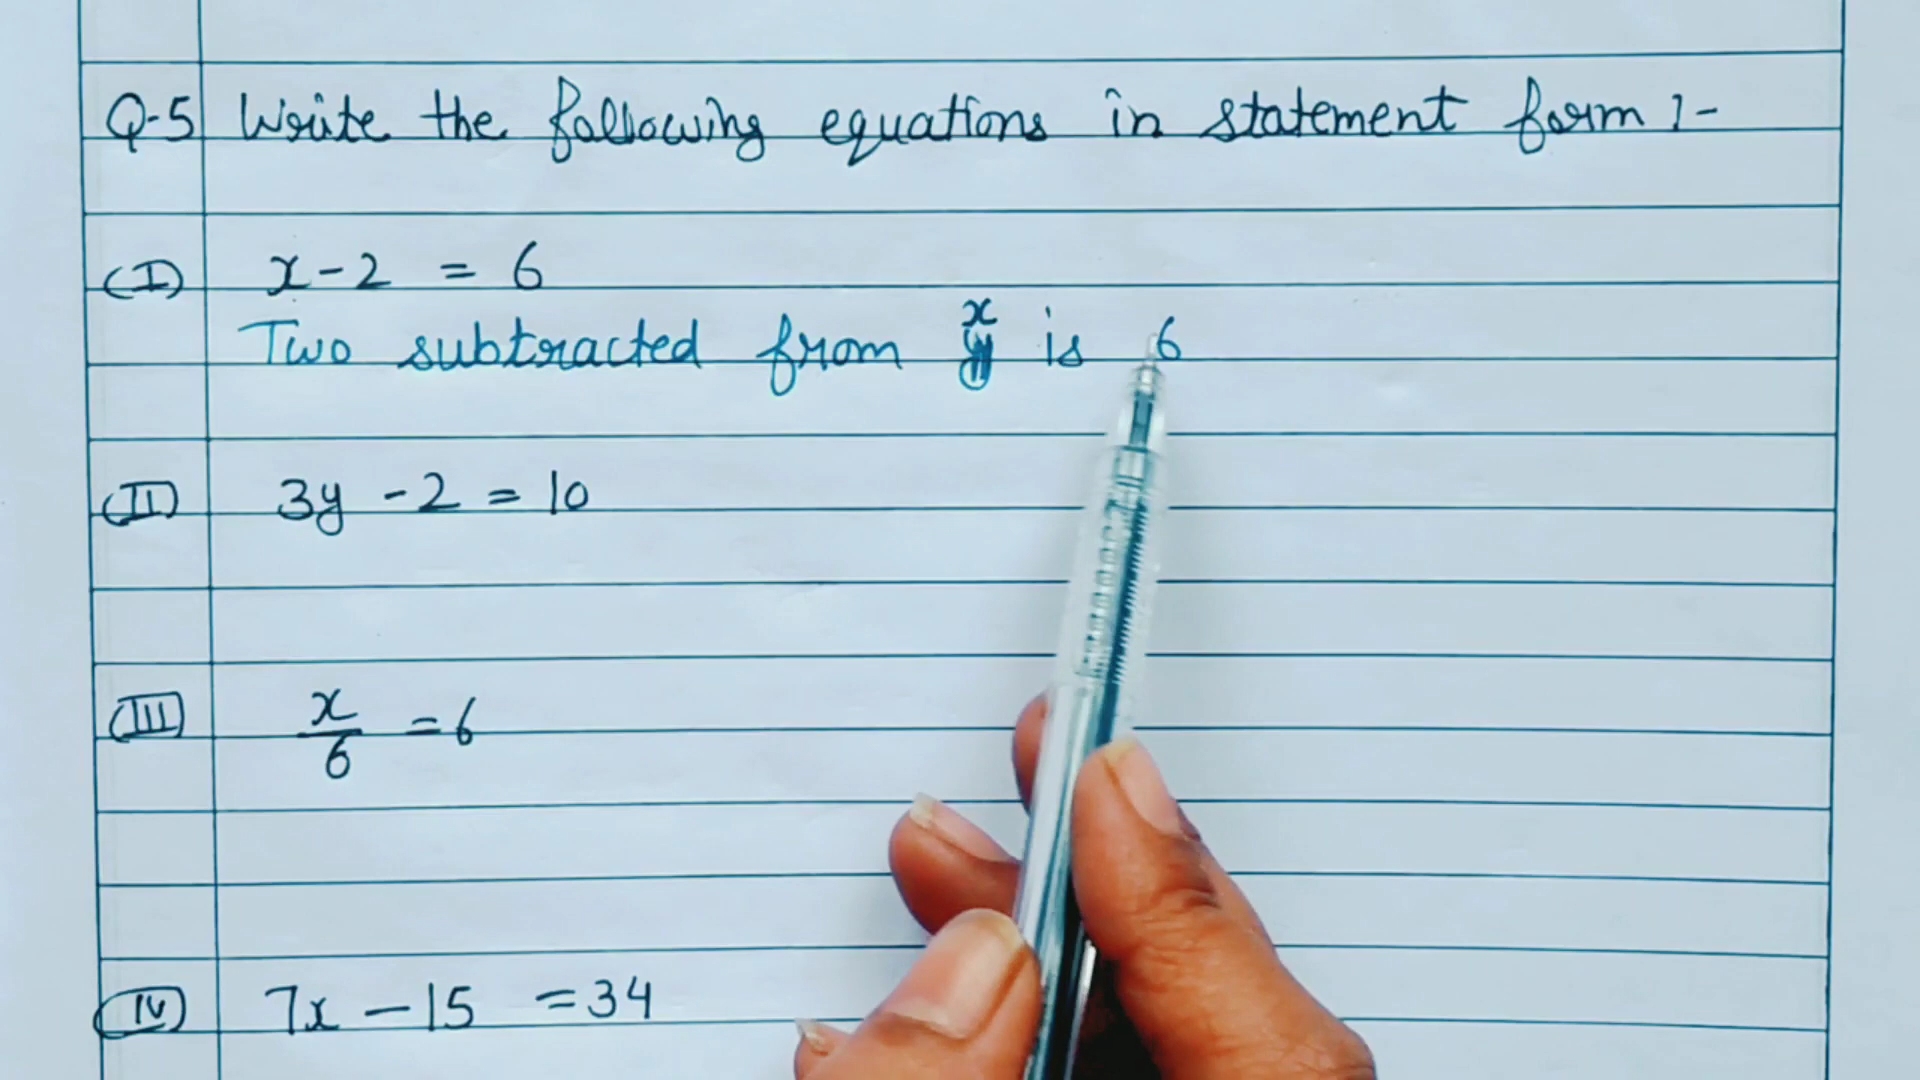 Q-5 Write the following equations in statement form :-
(I) x - 2 = 6
Two subtracted from x is 6
(II) 3y - 2 = 10
(III) x/6 = 6
(IV) 7x - 15 = 34